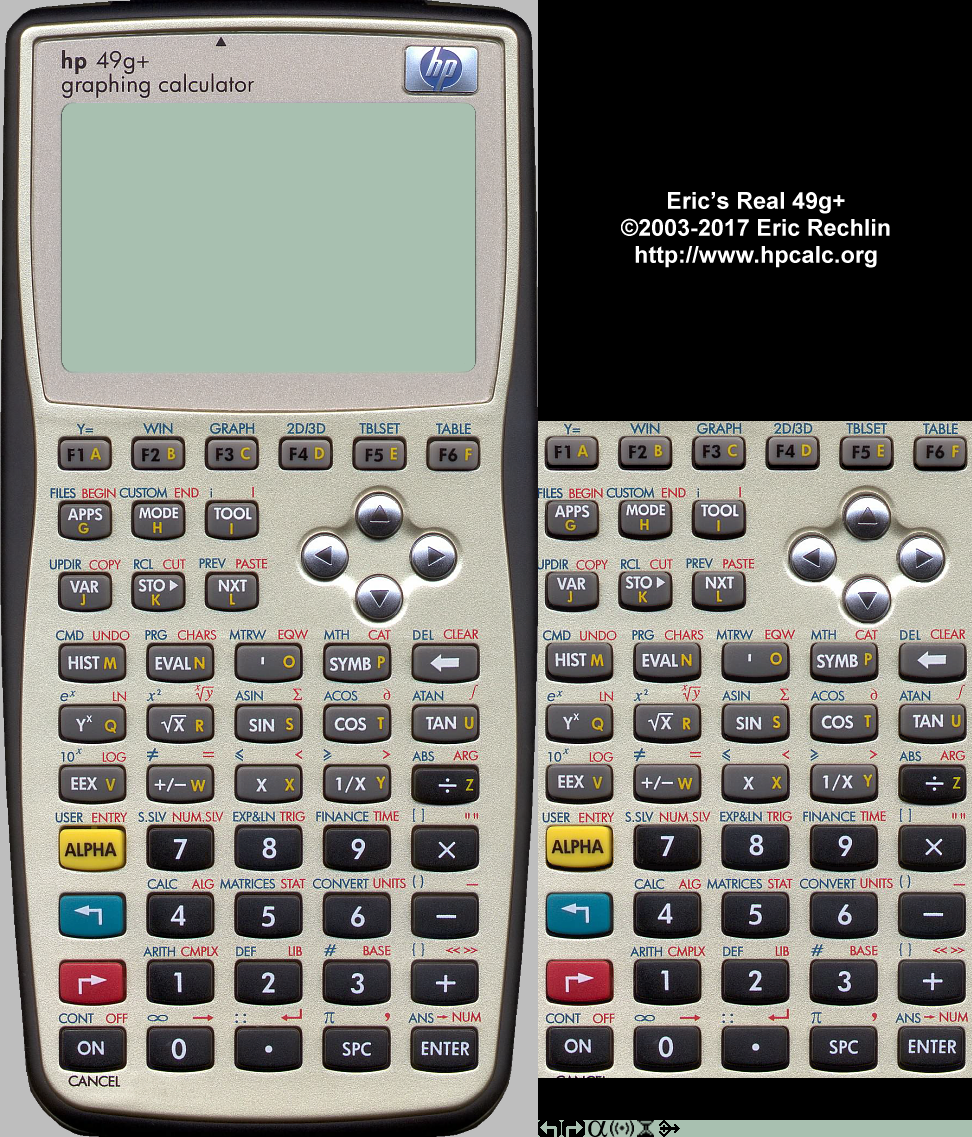 hp 49g+
graphing calculator
hp
Eric's Real 49g+
©2003-2017 Eric Rechlin
http://www.hpcalc.org
Y= WIN GRAPH 2D/3D TBLSET TABLE
F1 A F2 B F3 C F4 D F5 E F6 F
FILES BEGIN CUSTOM END i |
APPS G MODE H TOOL I
UPDIR COPY RCL CUT PREV PASTE
VAR J STO▶ K NXT L
CMD UNDO PRG CHARS MTRW EQW MTH CAT DEL CLEAR
HIST M EVAL N ' O SYMB P
eˣ LN x² ˣ√y ASIN Σ ACOS ∂ ATAN ∫
Yˣ Q √X R SIN S COS T TAN U
10ˣ LOG ≠ = ≤ < ≥ > ABS ARG
EEX V +/− W X X 1/X Y ÷ Z
USER ENTRY S.SLV NUM.SLV EXP&LN TRIG FINANCE TIME [ ] " "
ALPHA 7 8 9 ×
CALC ALG MATRICES STAT CONVERT UNITS ( ) _
4 5 6 −
ARITH CMPLX DEF LIB # BASE { } << >>
1 2 3 +
CONT OFF ∞ → : : ↵ π , ANS → NUM
ON 0 . SPC ENTER
CANCEL
Y= WIN GRAPH 2D/3D TBLSET TABLE
F1 A F2 B F3 C F4 D F5 E F6 F
FILES BEGIN CUSTOM END i |
APPS G MODE H TOOL I
UPDIR COPY RCL CUT PREV PASTE
VAR J STO▶ K NXT L
CMD UNDO PRG CHARS MTRW EQW MTH CAT DEL CLEAR
HIST M EVAL N ' O SYMB P
eˣ LN x² ˣ√y ASIN Σ ACOS ∂ ATAN ∫
Yˣ Q √X R SIN S COS T TAN U
10ˣ LOG ≠ = ≤ < ≥ > ABS ARG
EEX V +/− W X X 1/X Y ÷ Z
USER ENTRY S.SLV NUM.SLV EXP&LN TRIG FINANCE TIME [ ] " "
ALPHA 7 8 9 ×
CALC ALG MATRICES STAT CONVERT UNITS ( ) _
4 5 6 −
ARITH CMPLX DEF LIB # BASE { } << >>
1 2 3 +
CONT OFF ∞ → : : ↵ π , ANS → NUM
ON 0 . SPC ENTER
α